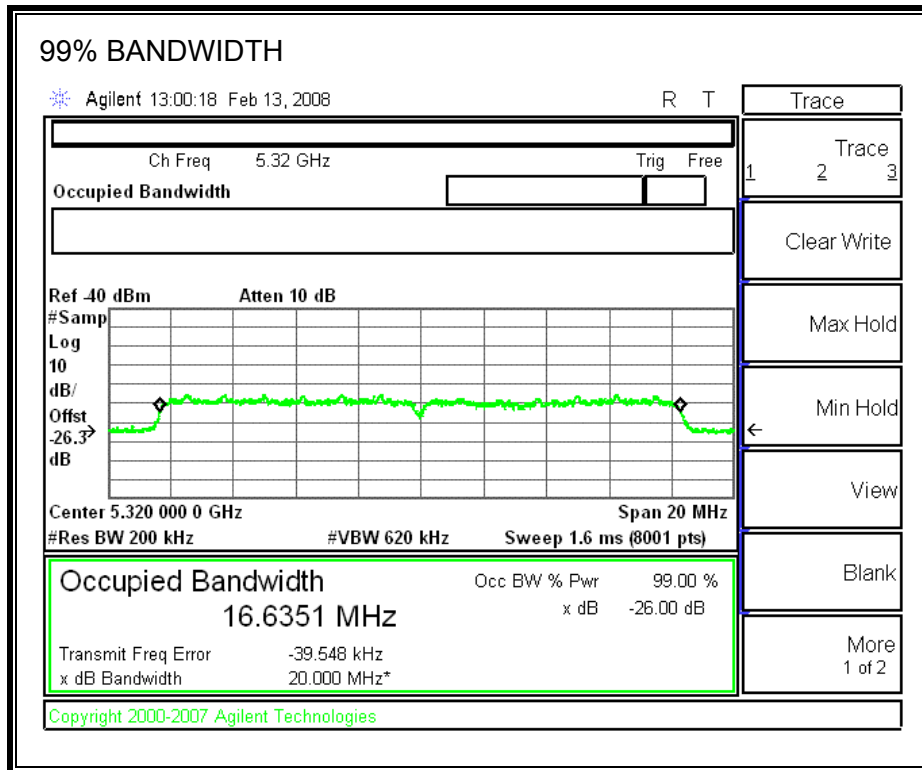 99% BANDWIDTH
Agilent 13:00:18 Feb 13, 2008 R T
Trace
Ch Freq 5.32 GHz Trig Free
Trace
1 2 3
Occupied Bandwidth
Clear Write
Ref -40 dBm Atten 10 dB
#Samp
Log
10
dB/
Offst
-26.3
dB
Max Hold
Min Hold
View
Center 5.320 000 0 GHz Span 20 MHz
#Res BW 200 kHz #VBW 620 kHz Sweep 1.6 ms (8001 pts)
Occupied Bandwidth Occ BW % Pwr 99.00 %
16.6351 MHz x dB -26.00 dB
Blank
Transmit Freq Error -39.548 kHz
x dB Bandwidth 20.000 MHz*
More
1 of 2
Copyright 2000-2007 Agilent Technologies